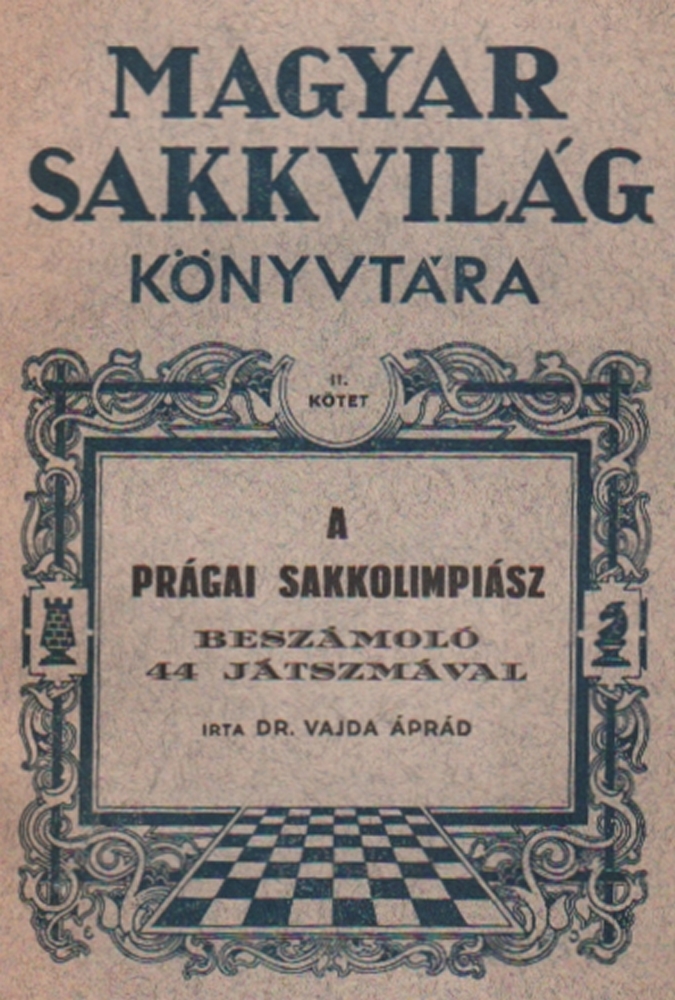 MAGYAR
SAKKVILÁG
KÖNYVTÁRA
II.
KÖTET
A
PRÁGAI SAKKOLIMPIÁSZ
BESZÁMOLÓ
44 JÁTSZMÁVAL
IRTA DR. VAJDA ÁPRÁD